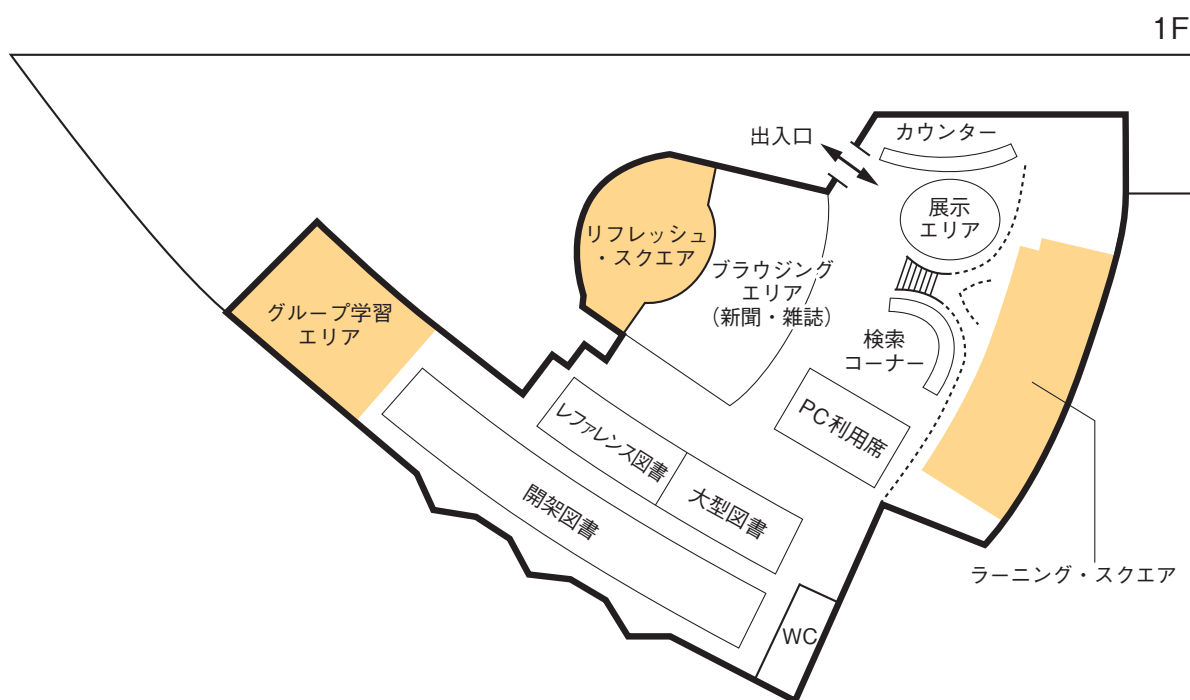 1F
カウンター
出入口
展示
エリア
リフレッシュ
・スクエア
ブラウジング
エリア
（新聞・雑誌）
グループ学習
エリア
検索
コーナー
PC利用席
レファレンス図書
大型図書
開架図書
ラーニング・スクエア
WC